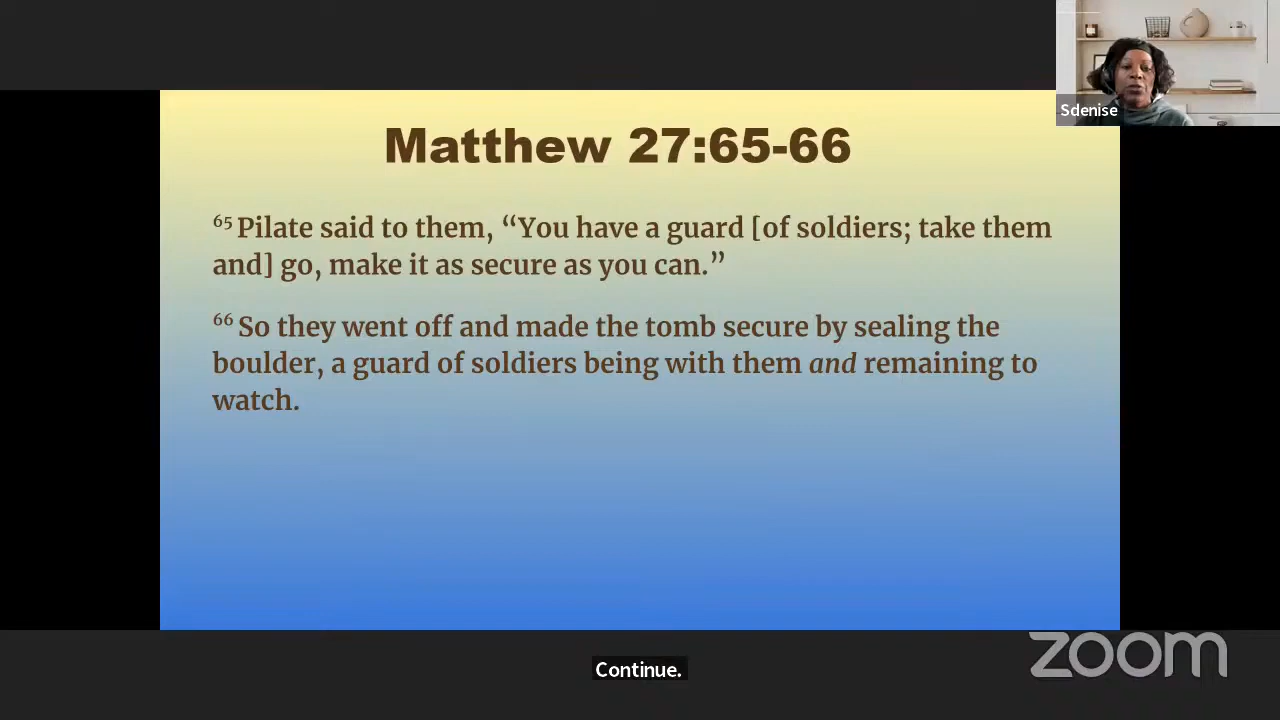 Sdenise
Matthew 27:65-66
⁶⁵ Pilate said to them, “You have a guard [of soldiers; take them
and] go, make it as secure as you can.”
⁶⁶ So they went off and made the tomb secure by sealing the
boulder, a guard of soldiers being with them and remaining to
watch.
zoom
Continue.